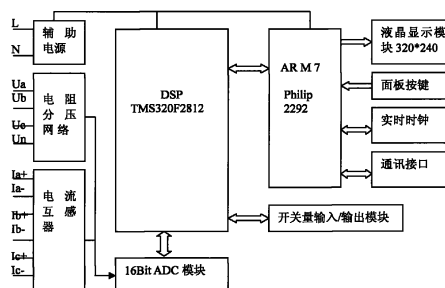 L
N
辅助
电源
Ua
Ub
Uc
Un
电阻
分压
网络
Ia+
Ia-
Ib+
Ib-
Ic+
Ic-
电流
互感
器
DSP
TMS320F2812
16Bit ADC 模块
ARM7
Philip
2292
液晶显示模
块 320*240
面板按键
实时时钟
通讯接口
开关量输入/输出模块